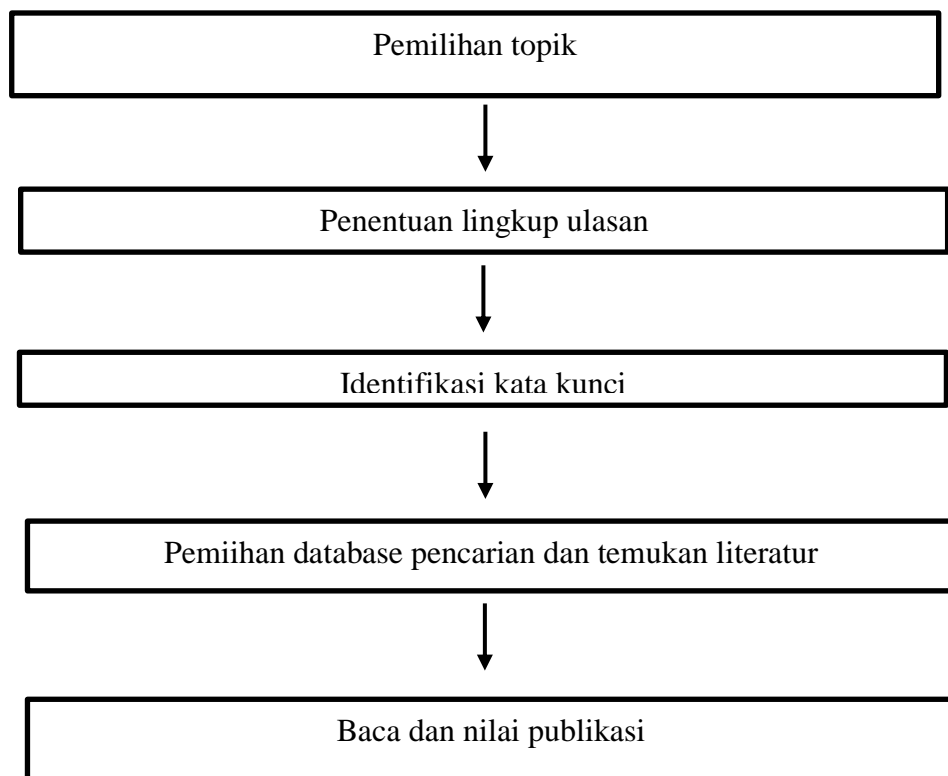 Pemilihan topik
Penentuan lingkup ulasan
Identifikasi kata kunci
Pemiihan database pencarian dan temukan literatur
Baca dan nilai publikasi